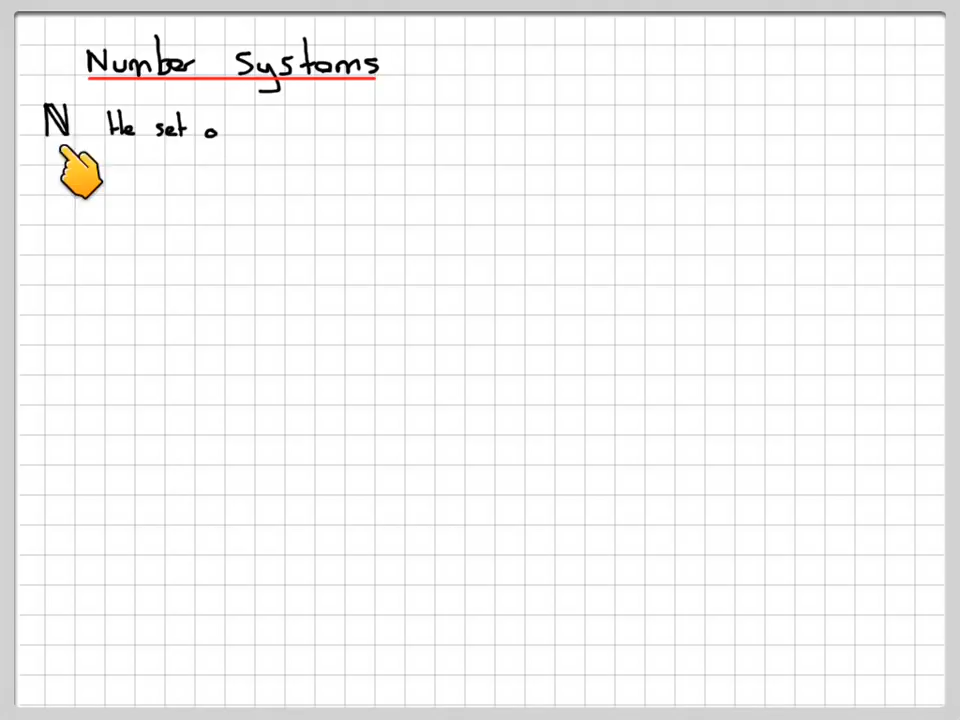 Number Systems
ℕ the set o